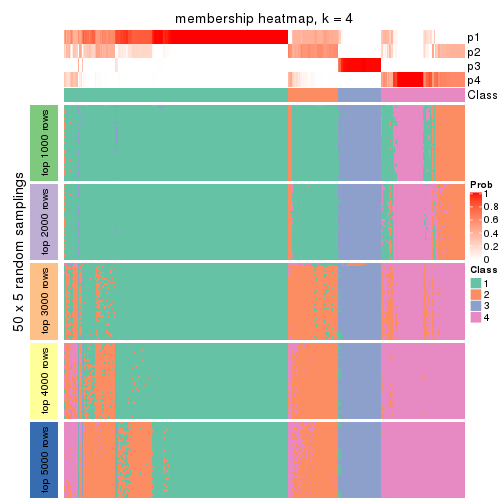 membership heatmap, k = 4
p1
p2
p3
p4
Class
50 x 5 random samplings
top 1000 rows
top 2000 rows
top 3000 rows
top 4000 rows
top 5000 rows
Prob
1
0.8
0.6
0.4
0.2
0
Class
1
2
3
4